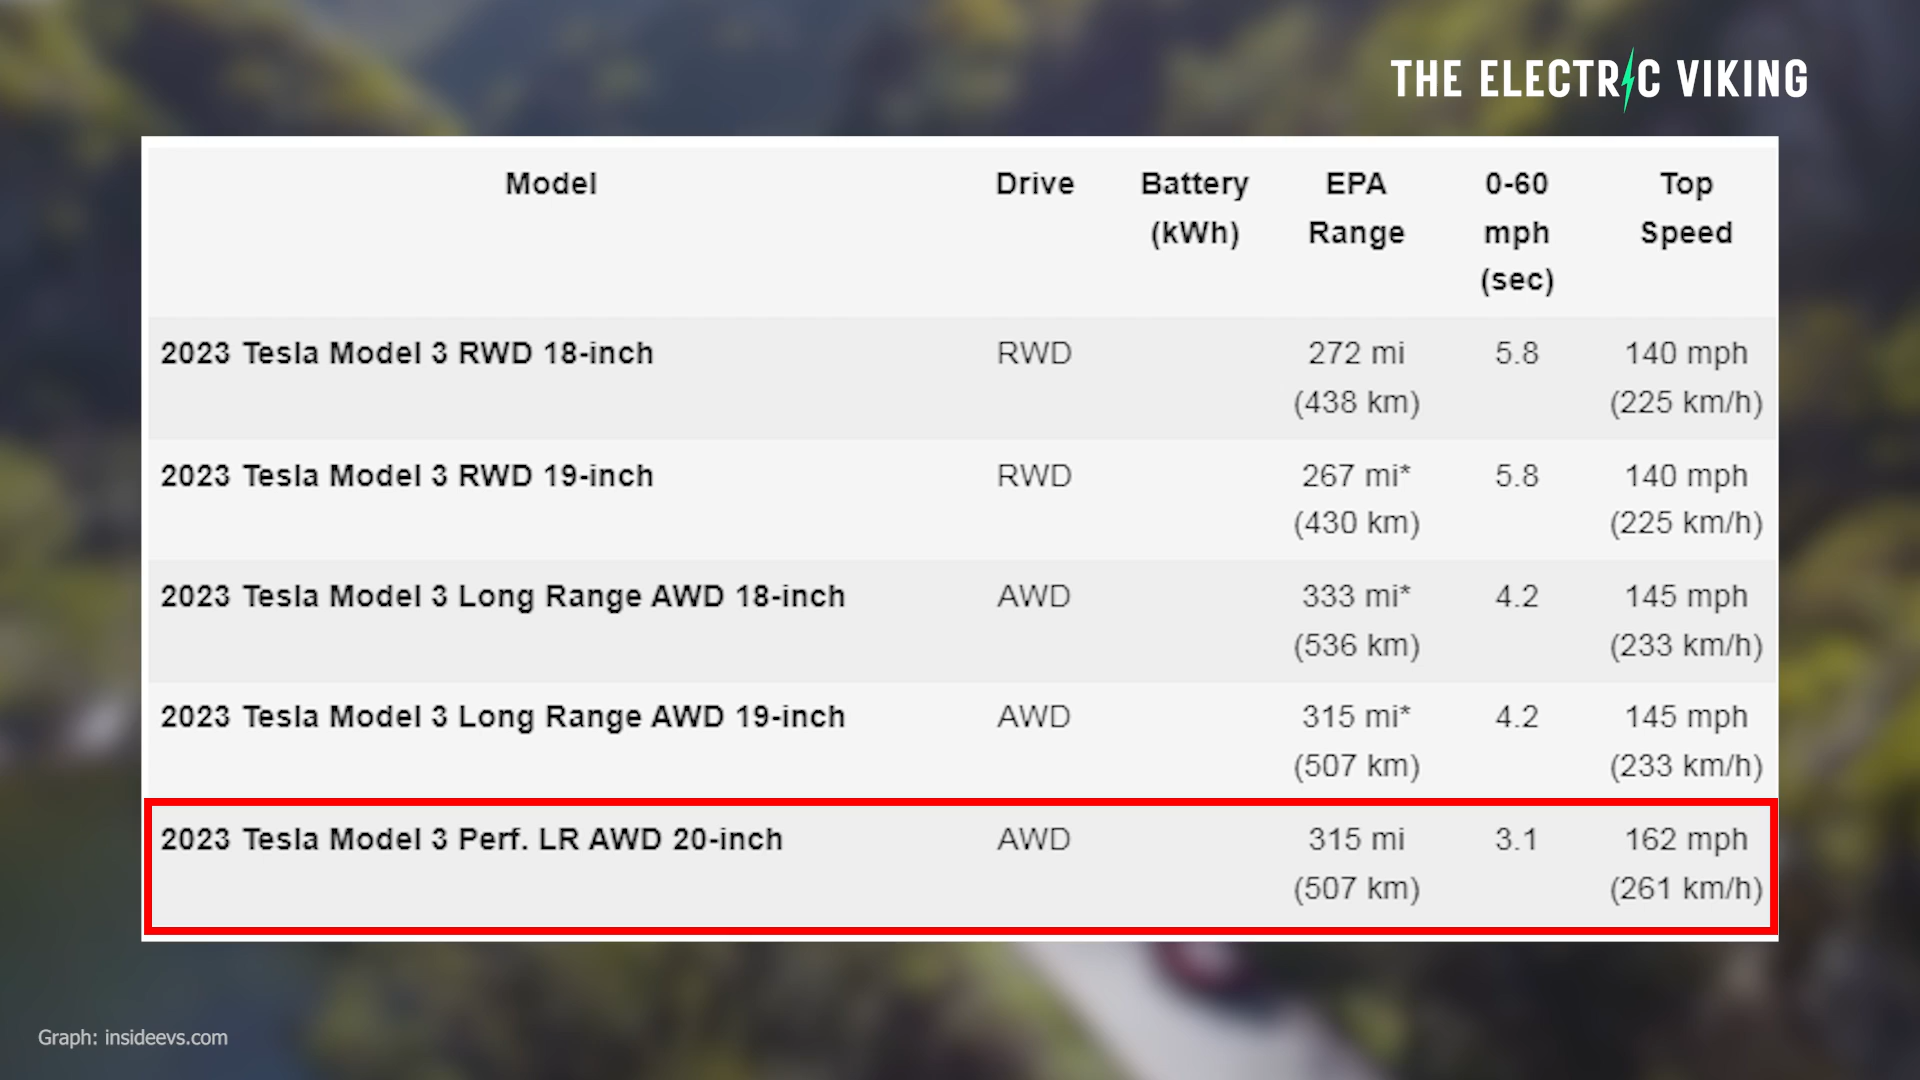 THE ELECTRIC VIKING
Model Drive Battery EPA 0-60 Top
(kWh) Range mph Speed
(sec)
2023 Tesla Model 3 RWD 18-inch RWD 272 mi 5.8 140 mph
(438 km) (225 km/h)
2023 Tesla Model 3 RWD 19-inch RWD 267 mi* 5.8 140 mph
(430 km) (225 km/h)
2023 Tesla Model 3 Long Range AWD 18-inch AWD 333 mi* 4.2 145 mph
(536 km) (233 km/h)
2023 Tesla Model 3 Long Range AWD 19-inch AWD 315 mi* 4.2 145 mph
(507 km) (233 km/h)
2023 Tesla Model 3 Perf. LR AWD 20-inch AWD 315 mi 3.1 162 mph
(507 km) (261 km/h)
Graph: insideevs.com